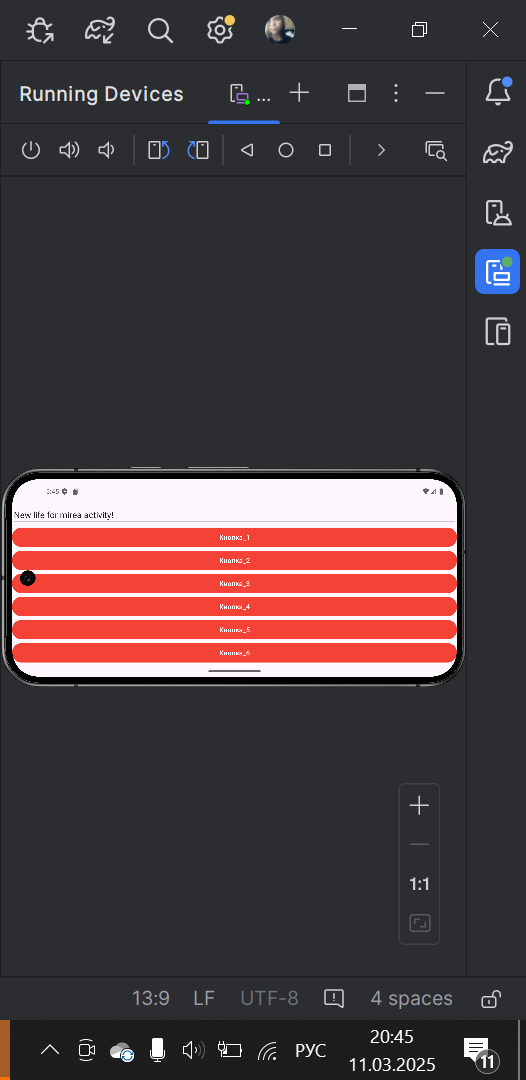 Running Devices
...
5:45
New life for mirea activity!
Кнопка_1
Кнопка_2
Кнопка_3
Кнопка_4
Кнопка_5
Кнопка_6
1:1
13:9 LF UTF-8 4 spaces
РУС
20:45
11.03.2025
11